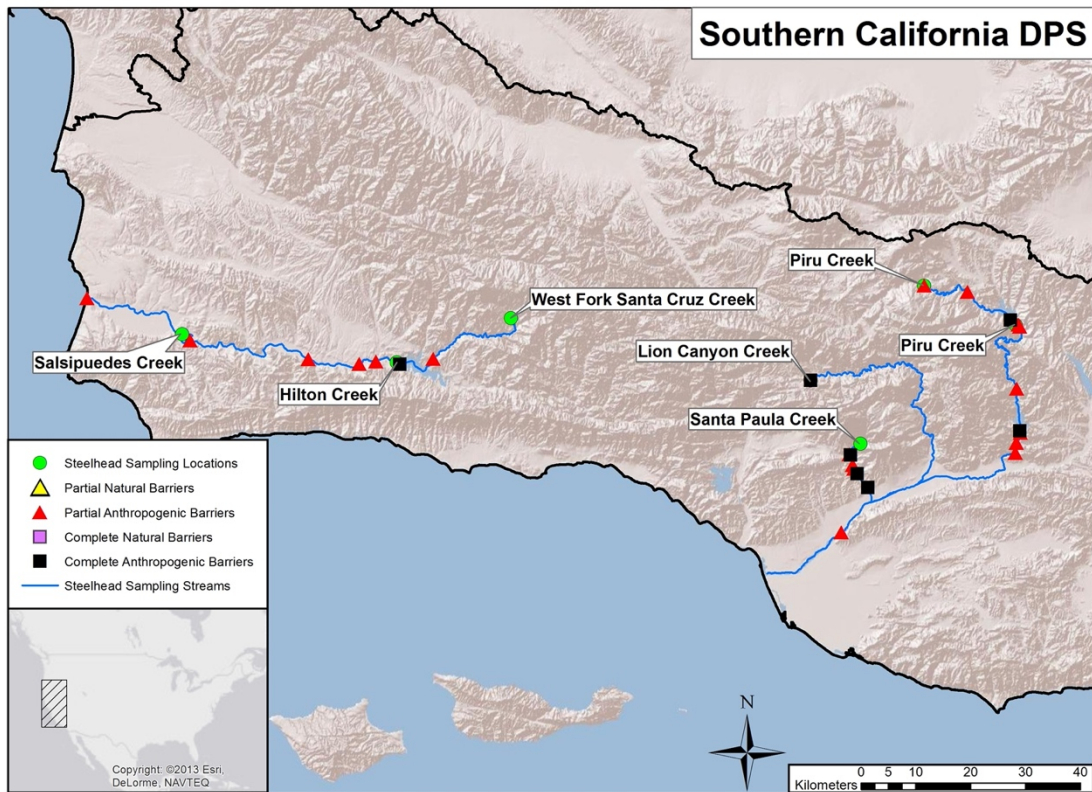 Southern California DPS
Piru Creek
West Fork Santa Cruz Creek
Salsipuedes Creek
Lion Canyon Creek
Piru Creek
Hilton Creek
Santa Paula Creek
Steelhead Sampling Locations
Partial Natural Barriers
Partial Anthropogenic Barriers
Complete Natural Barriers
Complete Anthropogenic Barriers
Steelhead Sampling Streams
Copyright: ©2013 Esri,
DeLorme, NAVTEQ
N
Kilometers 0 5 10 20 30 40